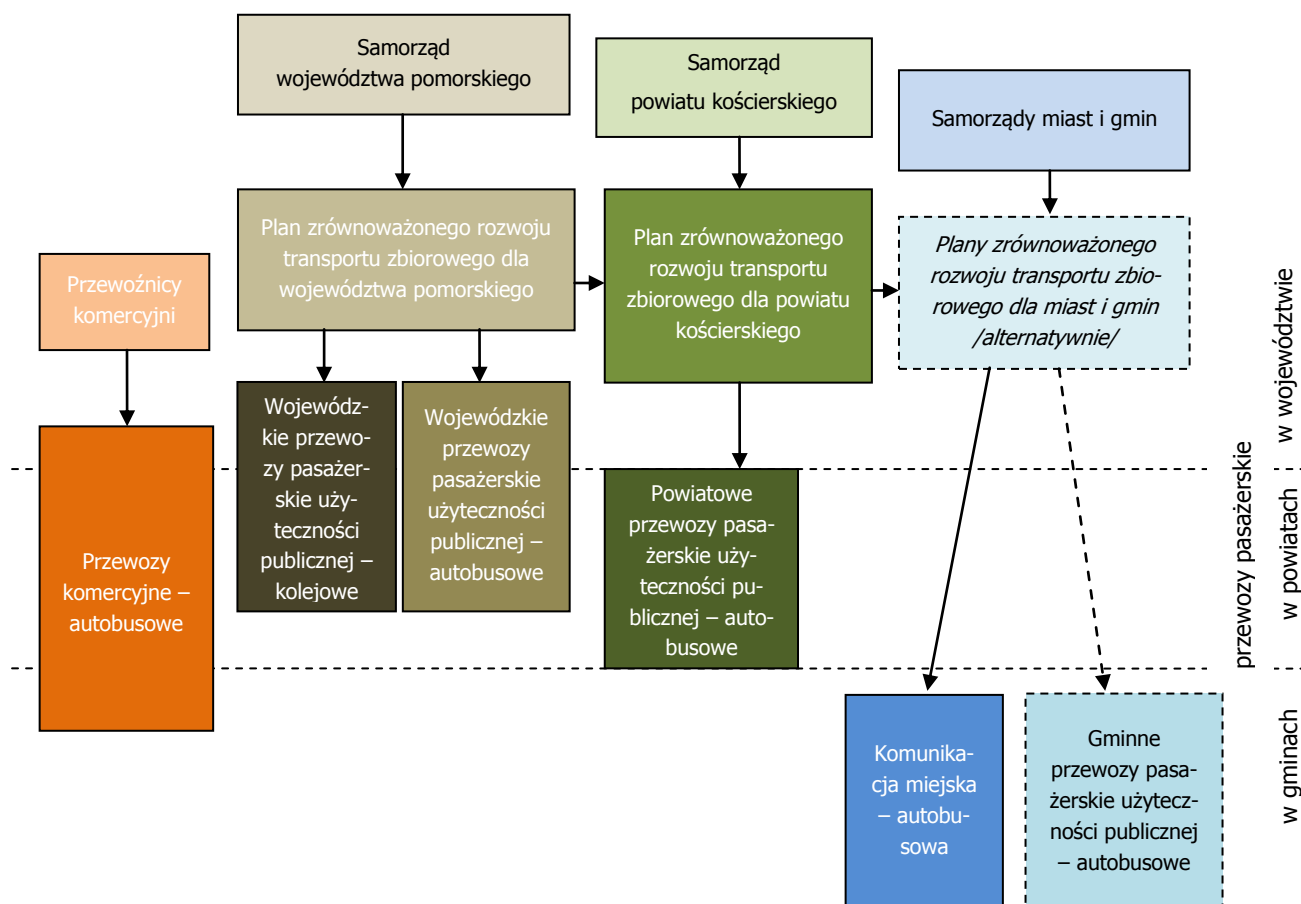 Samorząd
województwa pomorskiego
Samorząd
powiatu kościerskiego
Samorządy miast i gmin
Plan zrównoważonego rozwoju
transportu zbiorowego dla
województwa pomorskiego
Plan zrównoważonego
rozwoju transportu
zbiorowego dla powiatu
kościerskiego
Plany zrównoważonego
rozwoju transportu zbio-
rowego dla miast i gmin
/alternatywnie/
Przewoźnicy
komercyjni
Przewozy
komercyjne –
autobusowe
Wojewódz-
kie przewo-
zy pasażer-
skie uży-
teczności
publicznej –
kolejowe
Wojewódzkie
przewozy
pasażerskie
użyteczności
publicznej –
autobusowe
Powiatowe
przewozy pasa-
żerskie uży-
teczności pu-
blicznej – auto-
busowe
Komunika-
cja miejska
– autobu-
sowa
Gminne
przewozy pasa-
żerskie użytecz-
ności publicznej
– autobusowe
przewozy pasażerskie
w województwie
w powiatach
w gminach